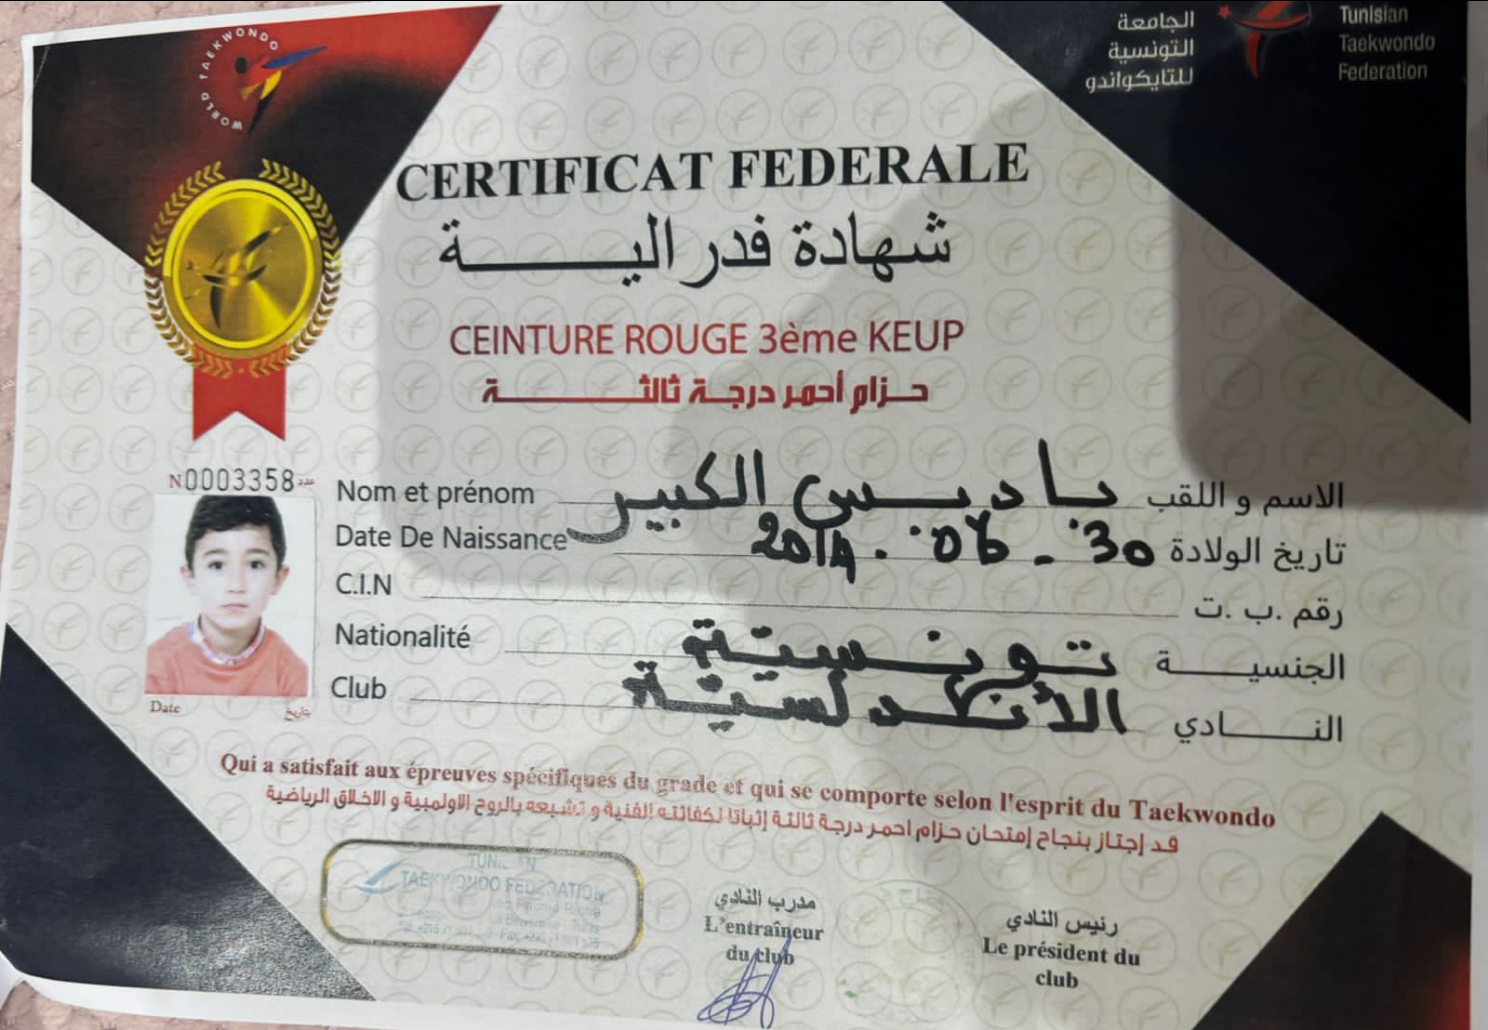 WORLD TAEKWONDO
الجامعة
التونسية
للتايكواندو
Tunisian
Taekwondo
Federation
CERTIFICAT FEDERALE
شهادة فدرالية
CEINTURE ROUGE 3ème KEUP
حزام أحمر درجة ثالثة
N0003358 عدد
Nom et prénom باديس الكبير الاسم و اللقب
Date De Naissance 30 - 06 - 2014 تاريخ الولادة
C.I.N رقم ب. ت.
Nationalité تونسية الجنسية
Club الأندلسية النادي
Date تاريخ
Qui a satisfait aux épreuves spécifiques du grade et qui se comporte selon l'esprit du Taekwondo
قد إجتاز بنجاح إمتحان حزام احمر درجة ثالثة إثباتا لكفائته الفنية و تشبعه بالروح الاولمبية و الاخلاق الرياضية
TAEKWONDO FEDERATION
مدرب النادي
L'entraîneur
du club
رئيس النادي
Le président du
club